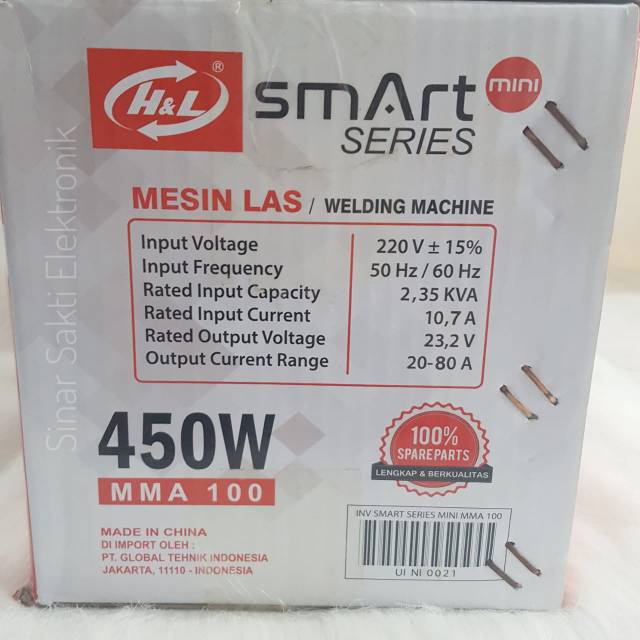 H&L®
smArt mini
SERIES
MESIN LAS / WELDING MACHINE
Input Voltage 220 V ± 15%
Input Frequency 50 Hz / 60 Hz
Rated Input Capacity 2,35 KVA
Rated Input Current 10,7 A
Rated Output Voltage 23,2 V
Output Current Range 20-80 A
450W
MMA 100
100%
SPAREPARTS
LENGKAP & BERKUALITAS
MADE IN CHINA
DI IMPORT OLEH :
PT. GLOBAL TEHNIK INDONESIA
JAKARTA, 11110 - INDONESIA
INV SMART SERIES MINI MMA 100
UI NI 0021
Sinar Sakti Elektronik